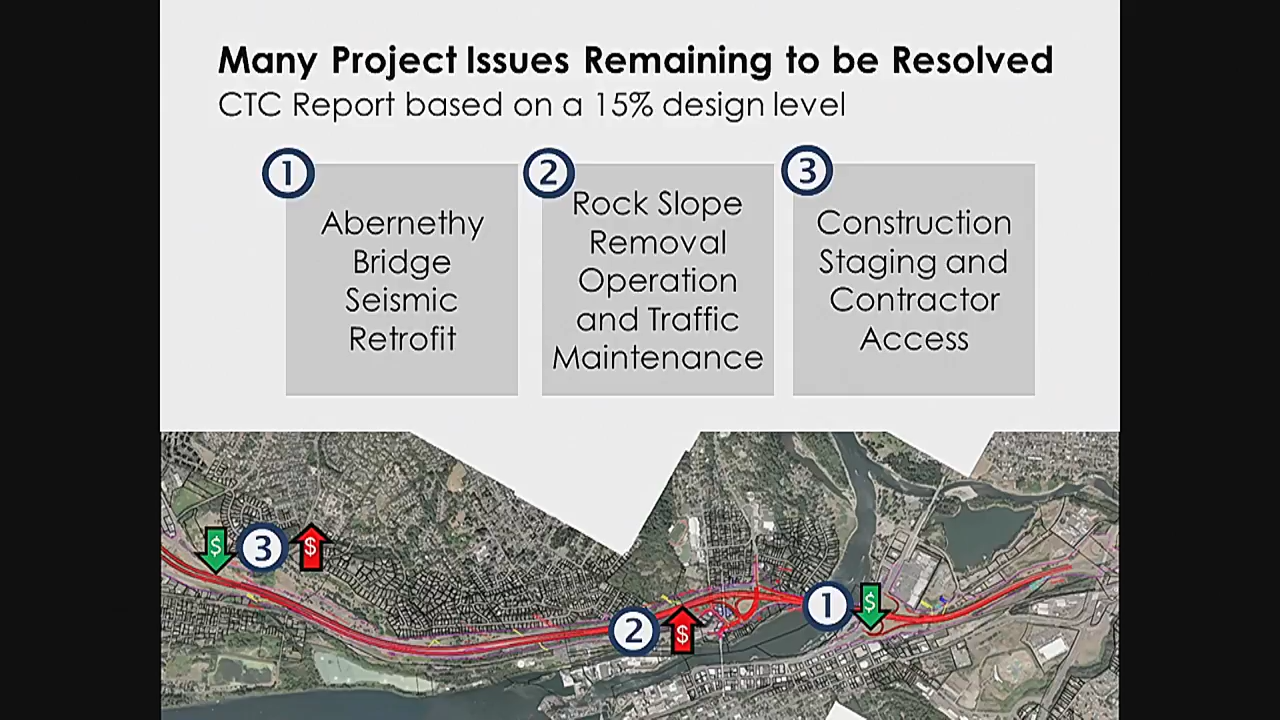 Many Project Issues Remaining to be Resolved
CTC Report based on a 15% design level
1
Abernethy
Bridge
Seismic
Retrofit
2
Rock Slope
Removal
Operation
and Traffic
Maintenance
3
Construction
Staging and
Contractor
Access
$ 3 $
2 $
1 $